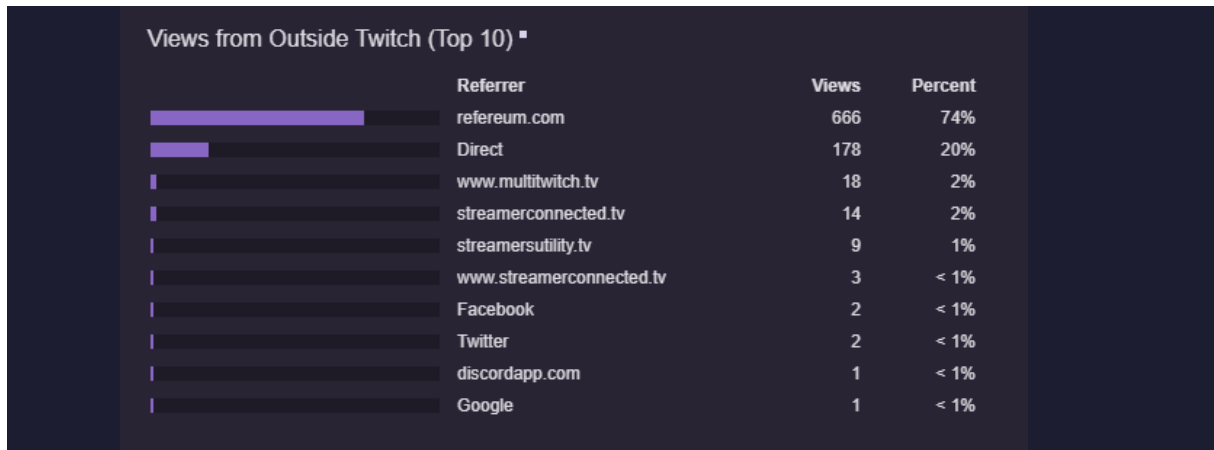 Views from Outside Twitch (Top 10)
Referrer Views Percent
refereum.com 666 74%
Direct 178 20%
www.multitwitch.tv 18 2%
streamerconnected.tv 14 2%
streamersutility.tv 9 1%
www.streamerconnected.tv 3 < 1%
Facebook 2 < 1%
Twitter 2 < 1%
discordapp.com 1 < 1%
Google 1 < 1%